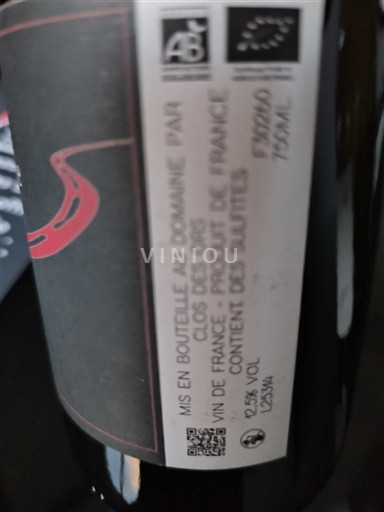 AB
MIS EN BOUTEILLE AU DOMAINE PAR
CLOS DES
VIN DE FRANCE - PRODUIT DE FRANCE
CONTIENT DES SULFITES
F30260
750ML
12,5% VOL
L25314
VINIOU